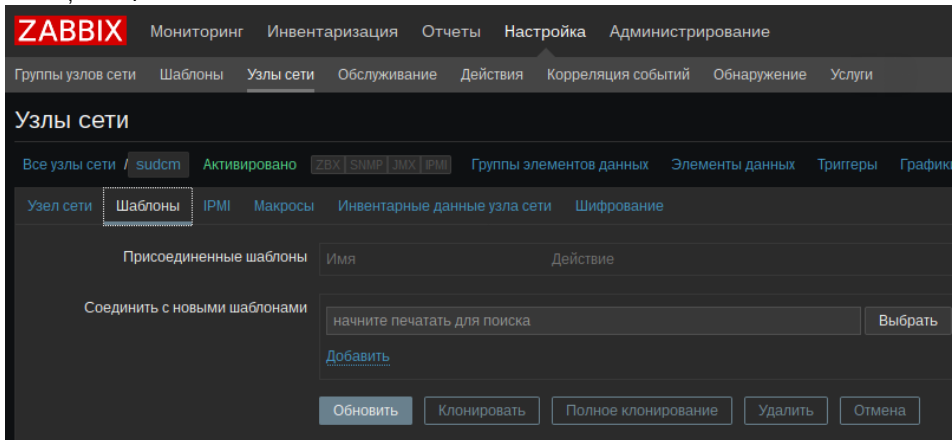 ZABBIX Мониторинг Инвентаризация Отчеты Настройка Администрирование
Группы узлов сети Шаблоны Узлы сети Обслуживание Действия Корреляция событий Обнаружение Услуги
Узлы сети
Все узлы сети / sudcm Активировано ZBX SNMP JMX IPMI Группы элементов данных Элементы данных Триггеры Графики
Узел сети Шаблоны IPMI Макросы Инвентарные данные узла сети Шифрование
Присоединенные шаблоны Имя Действие
Соединить с новыми шаблонами
начните печатать для поиска Выбрать
Добавить
Обновить Клонировать Полное клонирование Удалить Отмена